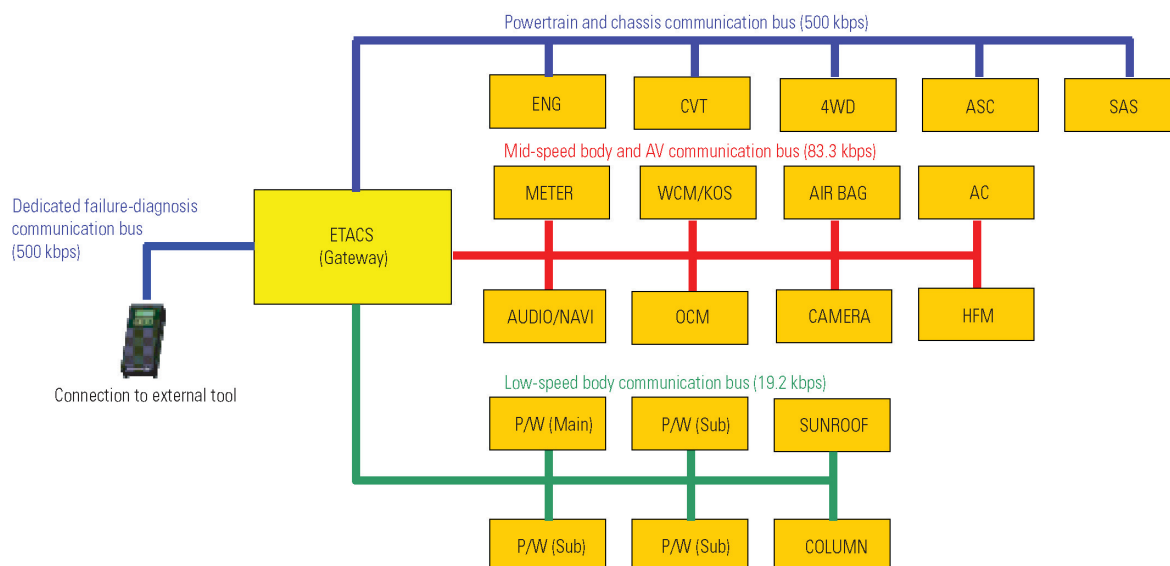 Powertrain and chassis communication bus (500 kbps)
ENG
CVT
4WD
ASC
SAS
Mid-speed body and AV communication bus (83.3 kbps)
METER
WCM/KOS
AIR BAG
AC
Dedicated failure-diagnosis
communication bus
(500 kbps)
ETACS
(Gateway)
AUDIO/NAVI
OCM
CAMERA
HFM
Connection to external tool
Low-speed body communication bus (19.2 kbps)
P/W (Main)
P/W (Sub)
SUNROOF
P/W (Sub)
P/W (Sub)
COLUMN